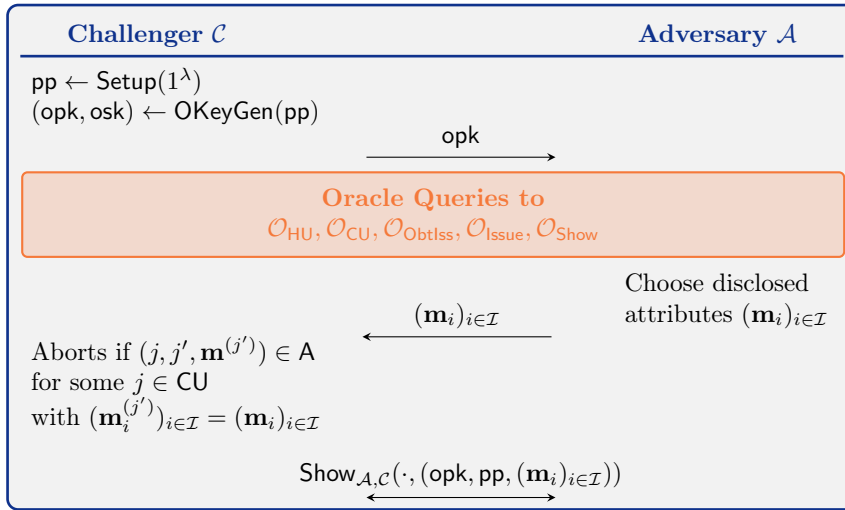 Challenger 𝒞 Adversary 𝒜
pp ← Setup(1^λ)
(opk, osk) ← OKeyGen(pp)
opk
Oracle Queries to
𝒪_HU, 𝒪_CU, 𝒪_ObtIss, 𝒪_Issue, 𝒪_Show
Choose disclosed
attributes (𝐦_i)_{i∈ℐ}
(𝐦_i)_{i∈ℐ}
Aborts if (j, j′, 𝐦^{(j′)}) ∈ A
for some j ∈ CU
with (𝐦_i^{(j′)})_{i∈ℐ} = (𝐦_i)_{i∈ℐ}
Show_{𝒜,𝒞}(·, (opk, pp, (𝐦_i)_{i∈ℐ}))